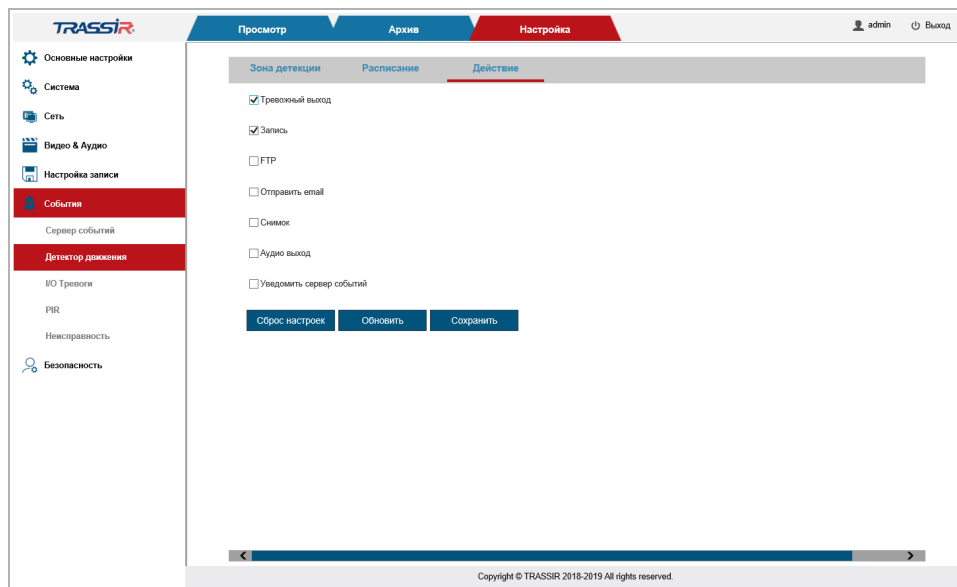 TRASSIR
Просмотр
Архив
Настройка
admin
Выход
Основные настройки
Система
Сеть
Видео & Аудио
Настройка записи
События
Сервер событий
Детектор движения
I/O Тревоги
PIR
Неисправность
Безопасность
Зона детекции
Расписание
Действие
Тревожный выход
Запись
FTP
Отправить email
Снимок
Аудио выход
Уведомить сервер событий
Сброс настроек
Обновить
Сохранить
Copyright © TRASSIR 2018-2019 All rights reserved.